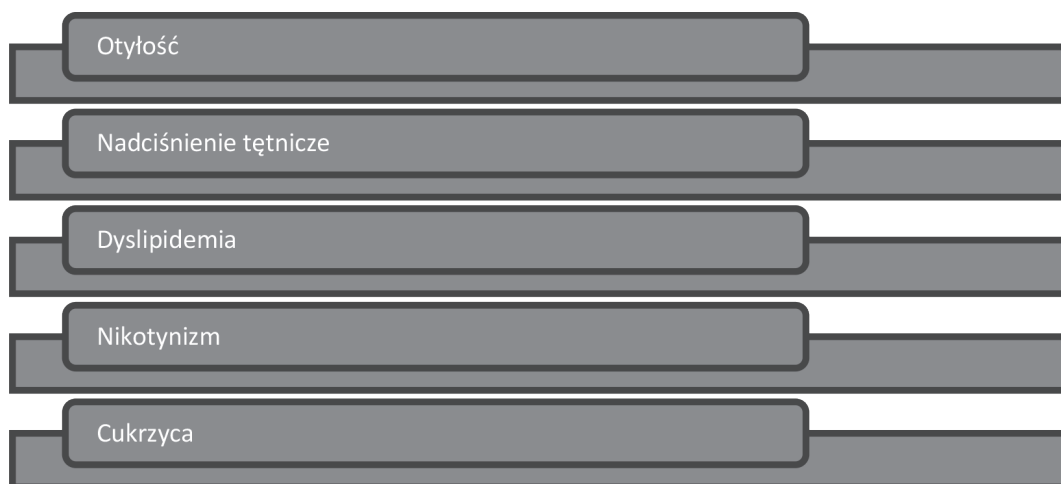 Otyłość
Nadciśnienie tętnicze
Dyslipidemia
Nikotynizm
Cukrzyca